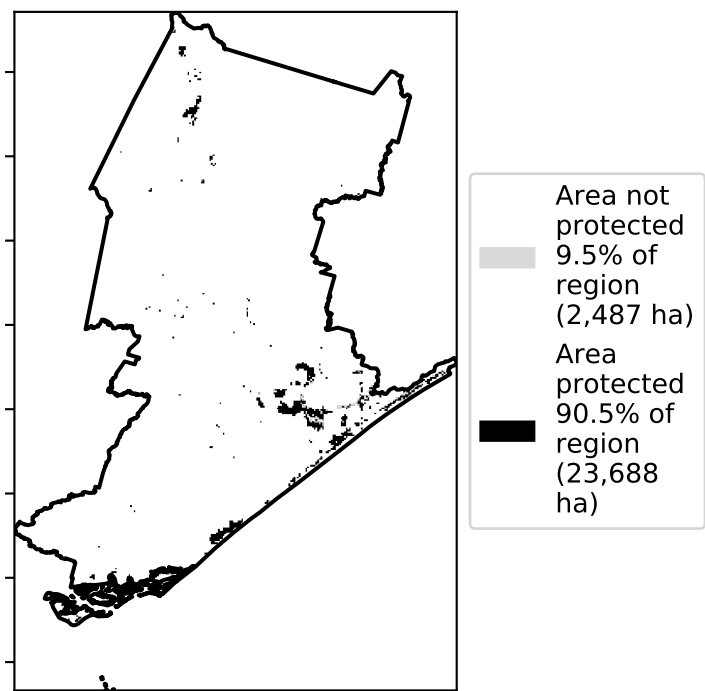 Area not
protected
9.5% of
region
(2,487 ha)
Area
protected
90.5% of
region
(23,688
ha)